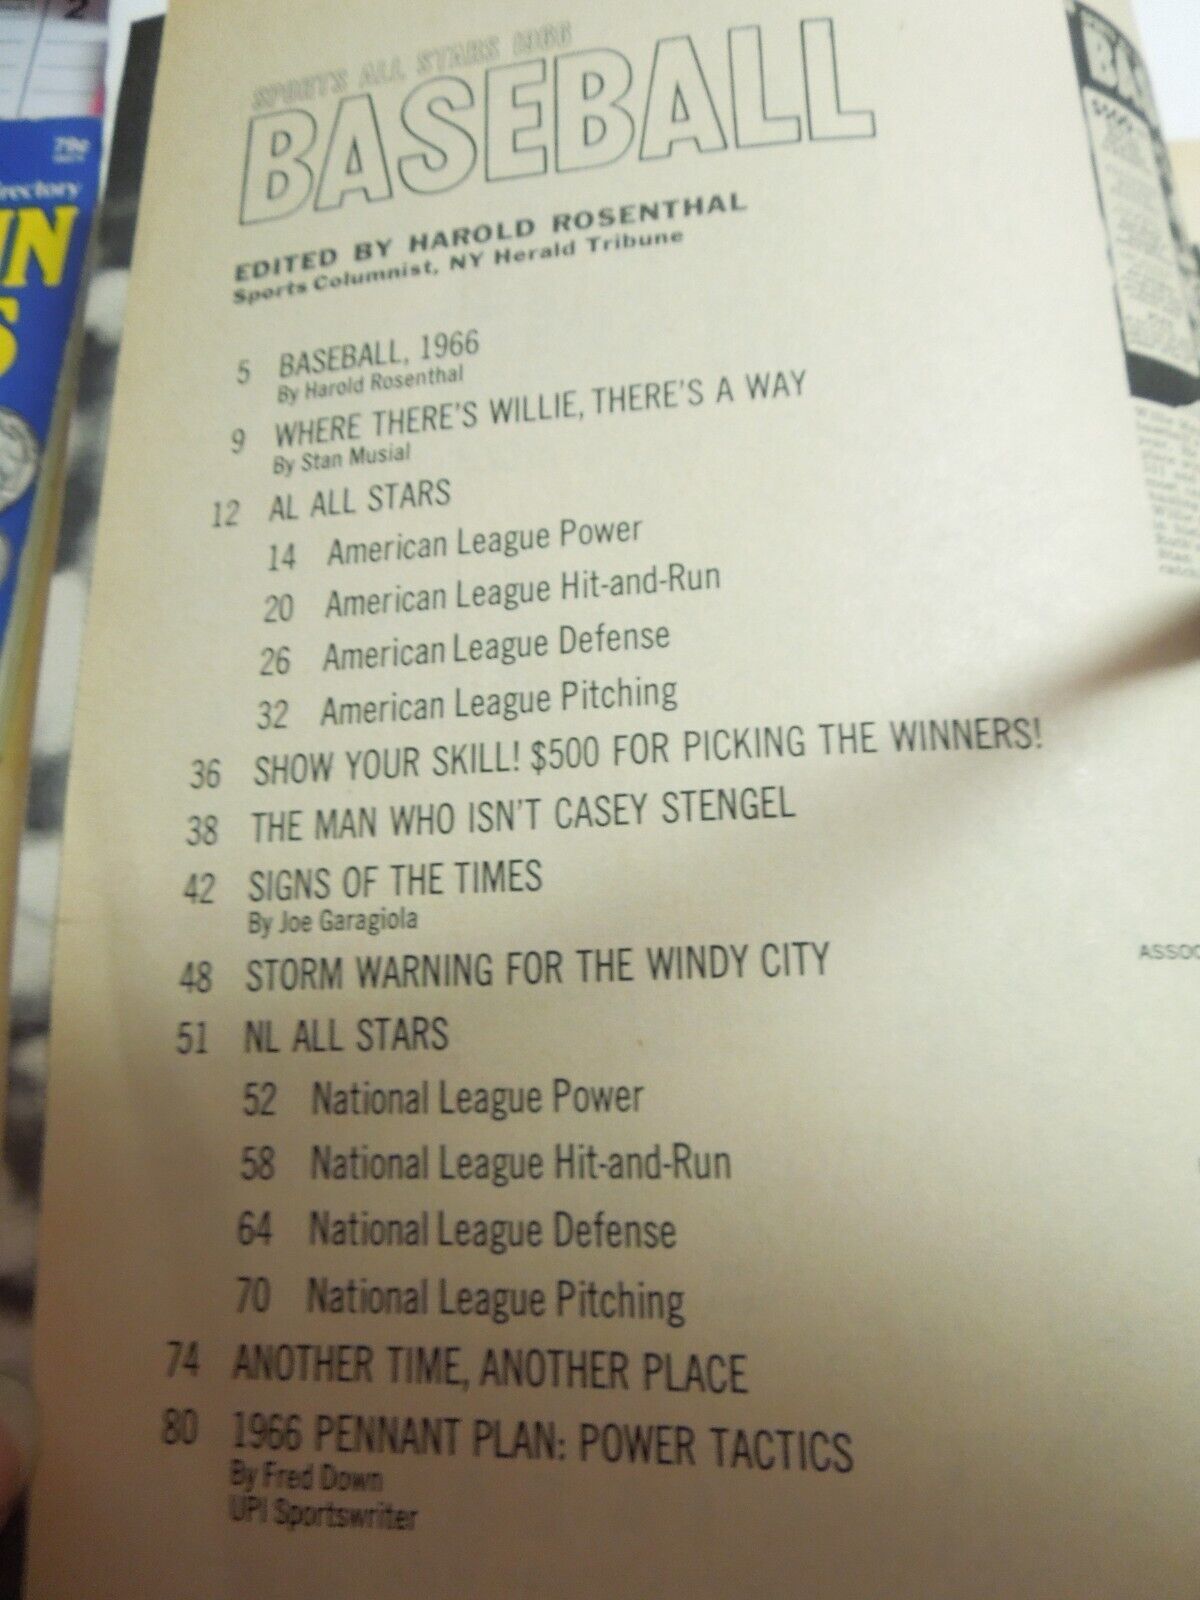 SPORTS ALL STARS 1966
BASEBALL
EDITED BY HAROLD ROSENTHAL
Sports Columnist, NY Herald Tribune
5 BASEBALL, 1966
By Harold Rosenthal
9 WHERE THERE'S WILLIE, THERE'S A WAY
By Stan Musial
12 AL ALL STARS
14 American League Power
20 American League Hit-and-Run
26 American League Defense
32 American League Pitching
36 SHOW YOUR SKILL! $500 FOR PICKING THE WINNERS!
38 THE MAN WHO ISN'T CASEY STENGEL
42 SIGNS OF THE TIMES
By Joe Garagiola
48 STORM WARNING FOR THE WINDY CITY
51 NL ALL STARS
52 National League Power
58 National League Hit-and-Run
64 National League Defense
70 National League Pitching
74 ANOTHER TIME, ANOTHER PLACE
80 1966 PENNANT PLAN: POWER TACTICS
By Fred Down
UPI Sportswriter
2
79¢
ASSOC